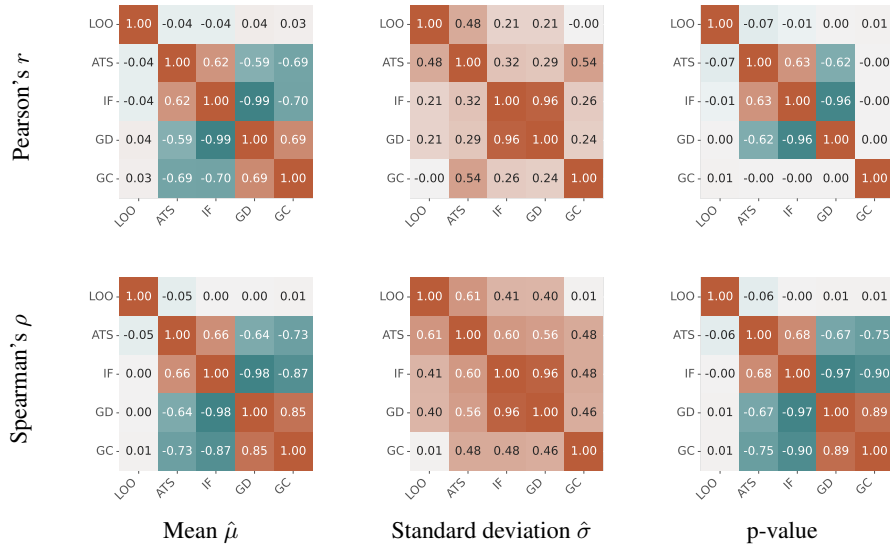 Pearson's r
LOO 1.00 -0.04 -0.04 0.04 0.03
ATS -0.04 1.00 0.62 -0.59 -0.69
IF -0.04 0.62 1.00 -0.99 -0.70
GD 0.04 -0.59 -0.99 1.00 0.69
GC 0.03 -0.69 -0.70 0.69 1.00
LOO ATS IF GD GC
LOO 1.00 0.48 0.21 0.21 -0.00
ATS 0.48 1.00 0.32 0.29 0.54
IF 0.21 0.32 1.00 0.96 0.26
GD 0.21 0.29 0.96 1.00 0.24
GC -0.00 0.54 0.26 0.24 1.00
LOO ATS IF GD GC
LOO 1.00 -0.07 -0.01 0.00 0.01
ATS -0.07 1.00 0.63 -0.62 -0.00
IF -0.01 0.63 1.00 -0.96 -0.00
GD 0.00 -0.62 -0.96 1.00 0.00
GC 0.01 -0.00 -0.00 0.00 1.00
LOO ATS IF GD GC
Spearman's ρ
LOO 1.00 -0.05 0.00 0.00 0.01
ATS -0.05 1.00 0.66 -0.64 -0.73
IF 0.00 0.66 1.00 -0.98 -0.87
GD 0.00 -0.64 -0.98 1.00 0.85
GC 0.01 -0.73 -0.87 0.85 1.00
LOO ATS IF GD GC
LOO 1.00 0.61 0.41 0.40 0.01
ATS 0.61 1.00 0.60 0.56 0.48
IF 0.41 0.60 1.00 0.96 0.48
GD 0.40 0.56 0.96 1.00 0.46
GC 0.01 0.48 0.48 0.46 1.00
LOO ATS IF GD GC
LOO 1.00 -0.06 -0.00 0.01 0.01
ATS -0.06 1.00 0.68 -0.67 -0.75
IF -0.00 0.68 1.00 -0.97 -0.90
GD 0.01 -0.67 -0.97 1.00 0.89
GC 0.01 -0.75 -0.90 0.89 1.00
LOO ATS IF GD GC
Mean μ̂
Standard deviation σ̂
p-value